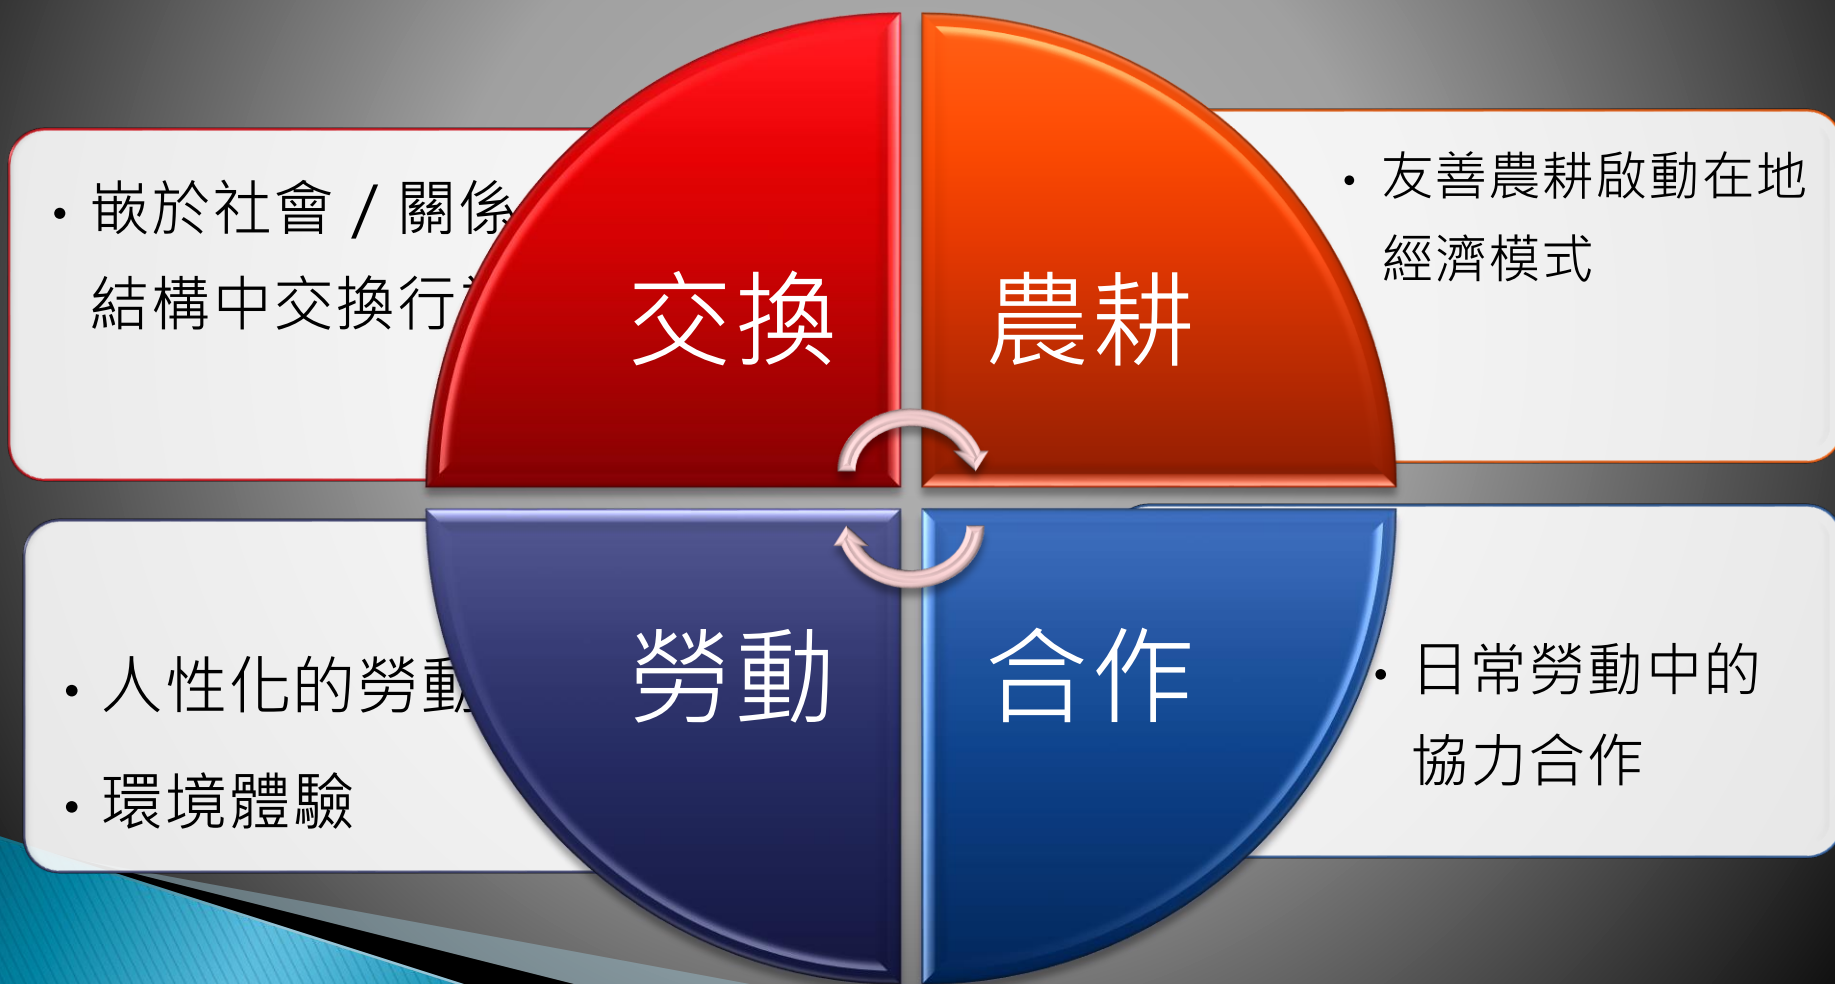 • 嵌於社會 / 關係
結構中交換行
交換
農耕
• 友善農耕啟動在地
經濟模式
• 人性化的勞動
• 環境體驗
勞動
合作
• 日常勞動中的
協力合作